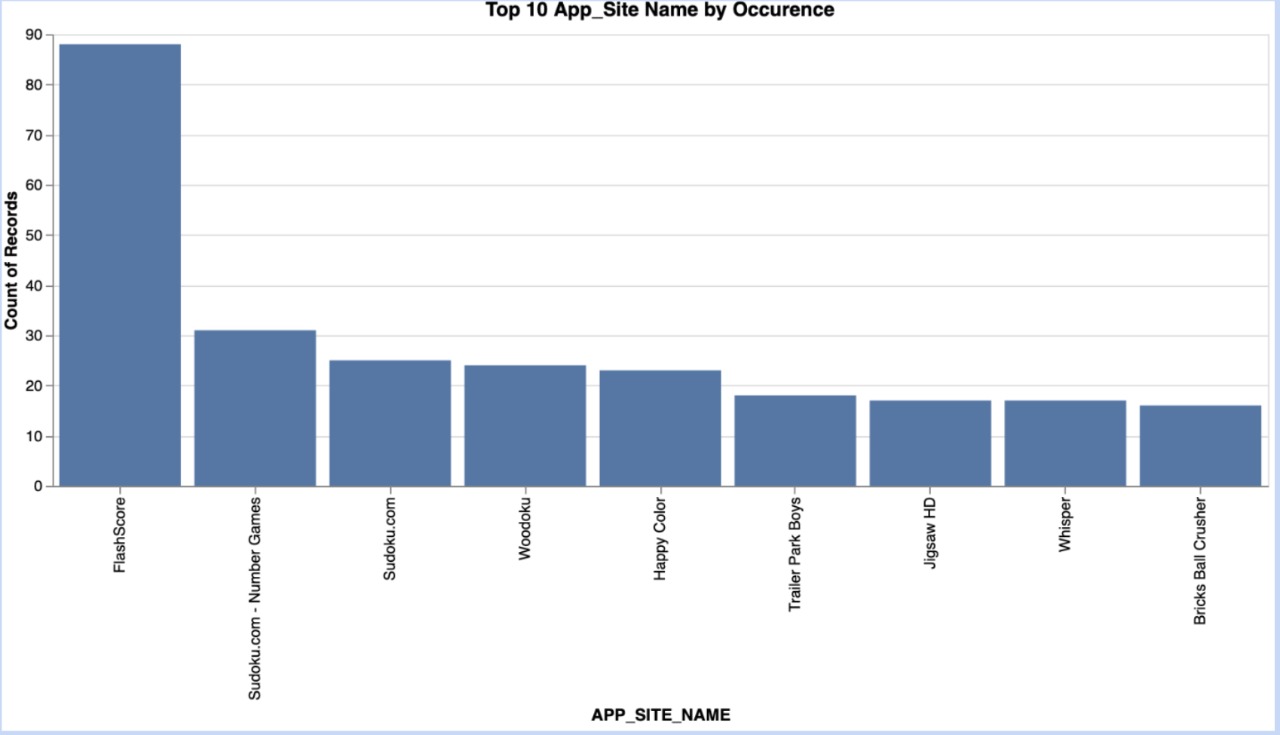 Top 10 App_Site Name by Occurence
Count of Records
90
80
70
60
50
40
30
20
10
0
FlashScore
Sudoku.com - Number Games
Sudoku.com
Woodoku
Happy Color
Trailer Park Boys
Jigsaw HD
Whisper
Bricks Ball Crusher
APP_SITE_NAME